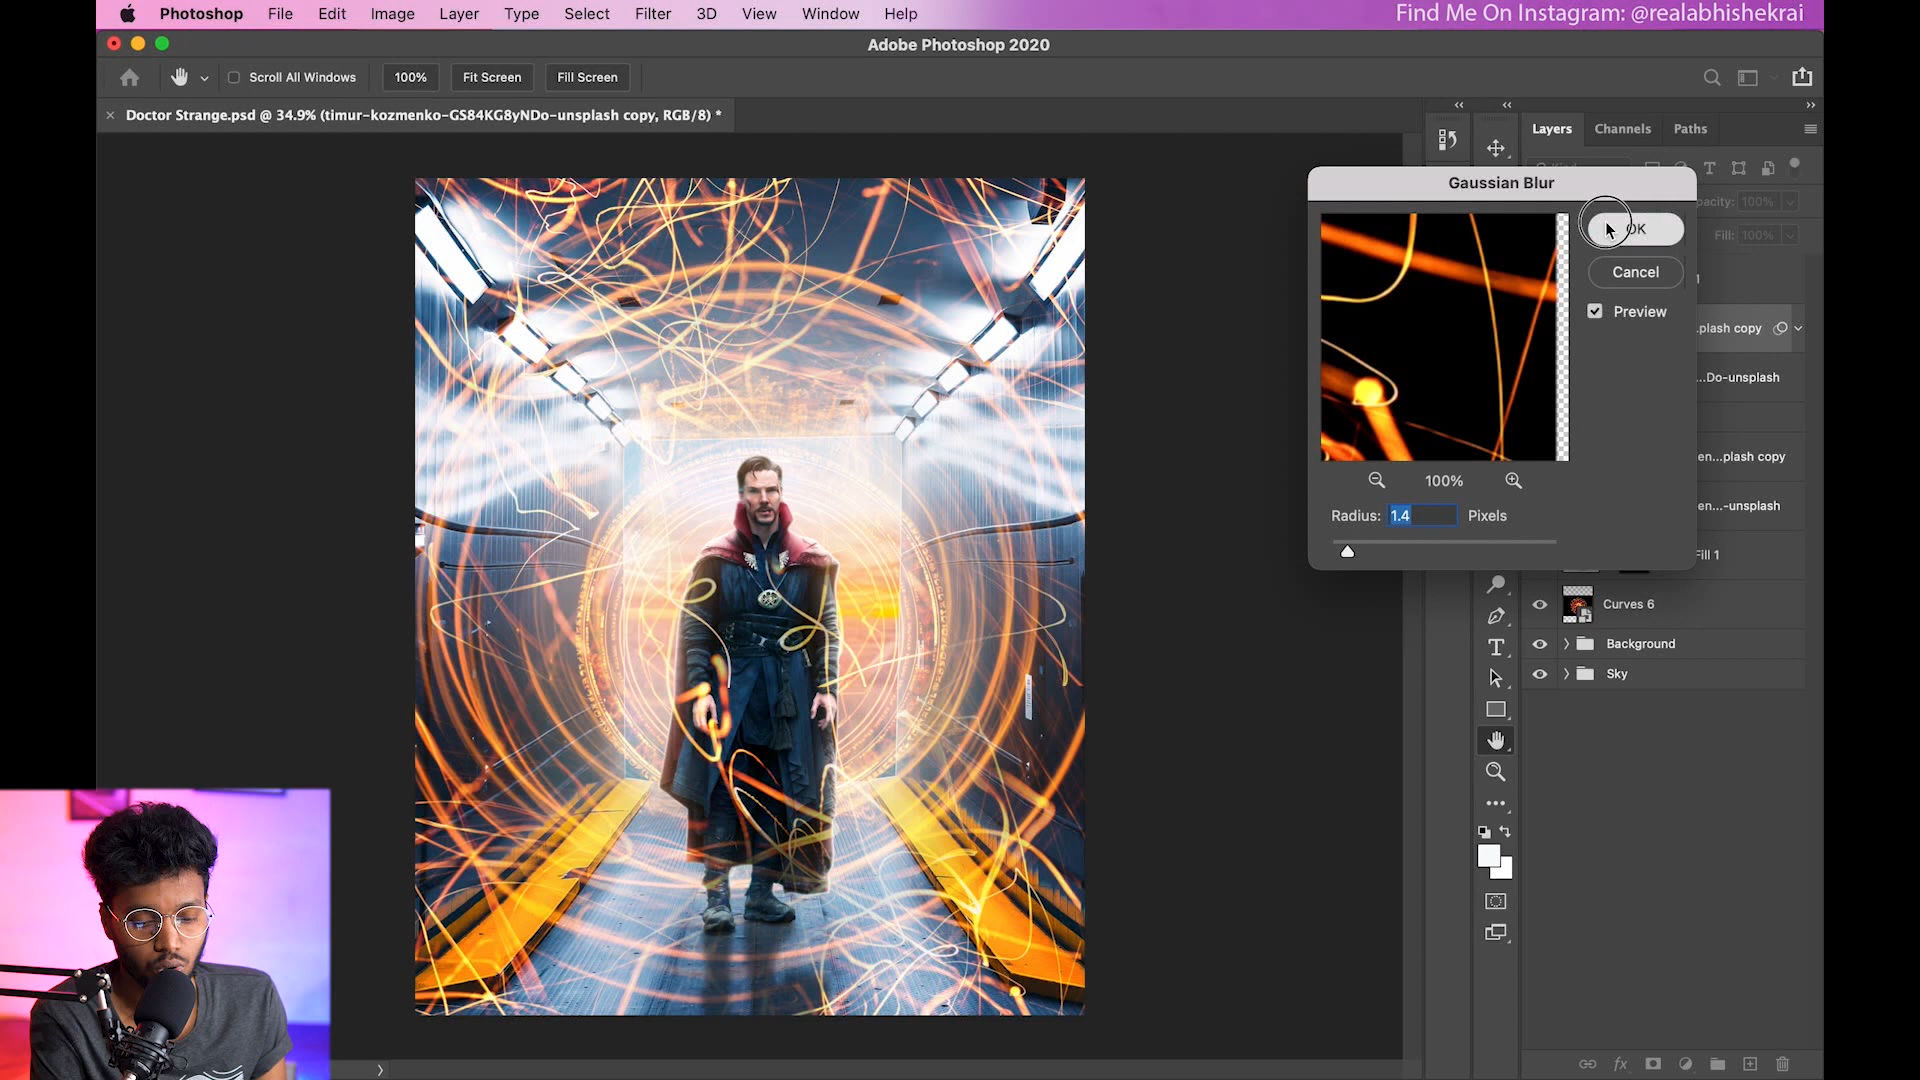 Photoshop File Edit Image Layer Type Select Filter 3D View Window Help
Find Me On Instagram: @realabhishekrai
Adobe Photoshop 2020
Scroll All Windows 100% Fit Screen Fill Screen
Doctor Strange.psd @ 34.9% (timur-kozmenko-GS84KG8yNDo-unsplash copy, RGB/8) *
Layers Channels Paths
Gaussian Blur
pacity: 100%
OK
Fill: 100%
Cancel
Preview
.plash copy
...Do-unsplash
en...plash copy
100%
en...-unsplash
Radius: 1.4 Pixels
Fill 1
Curves 6
Background
Sky
fx